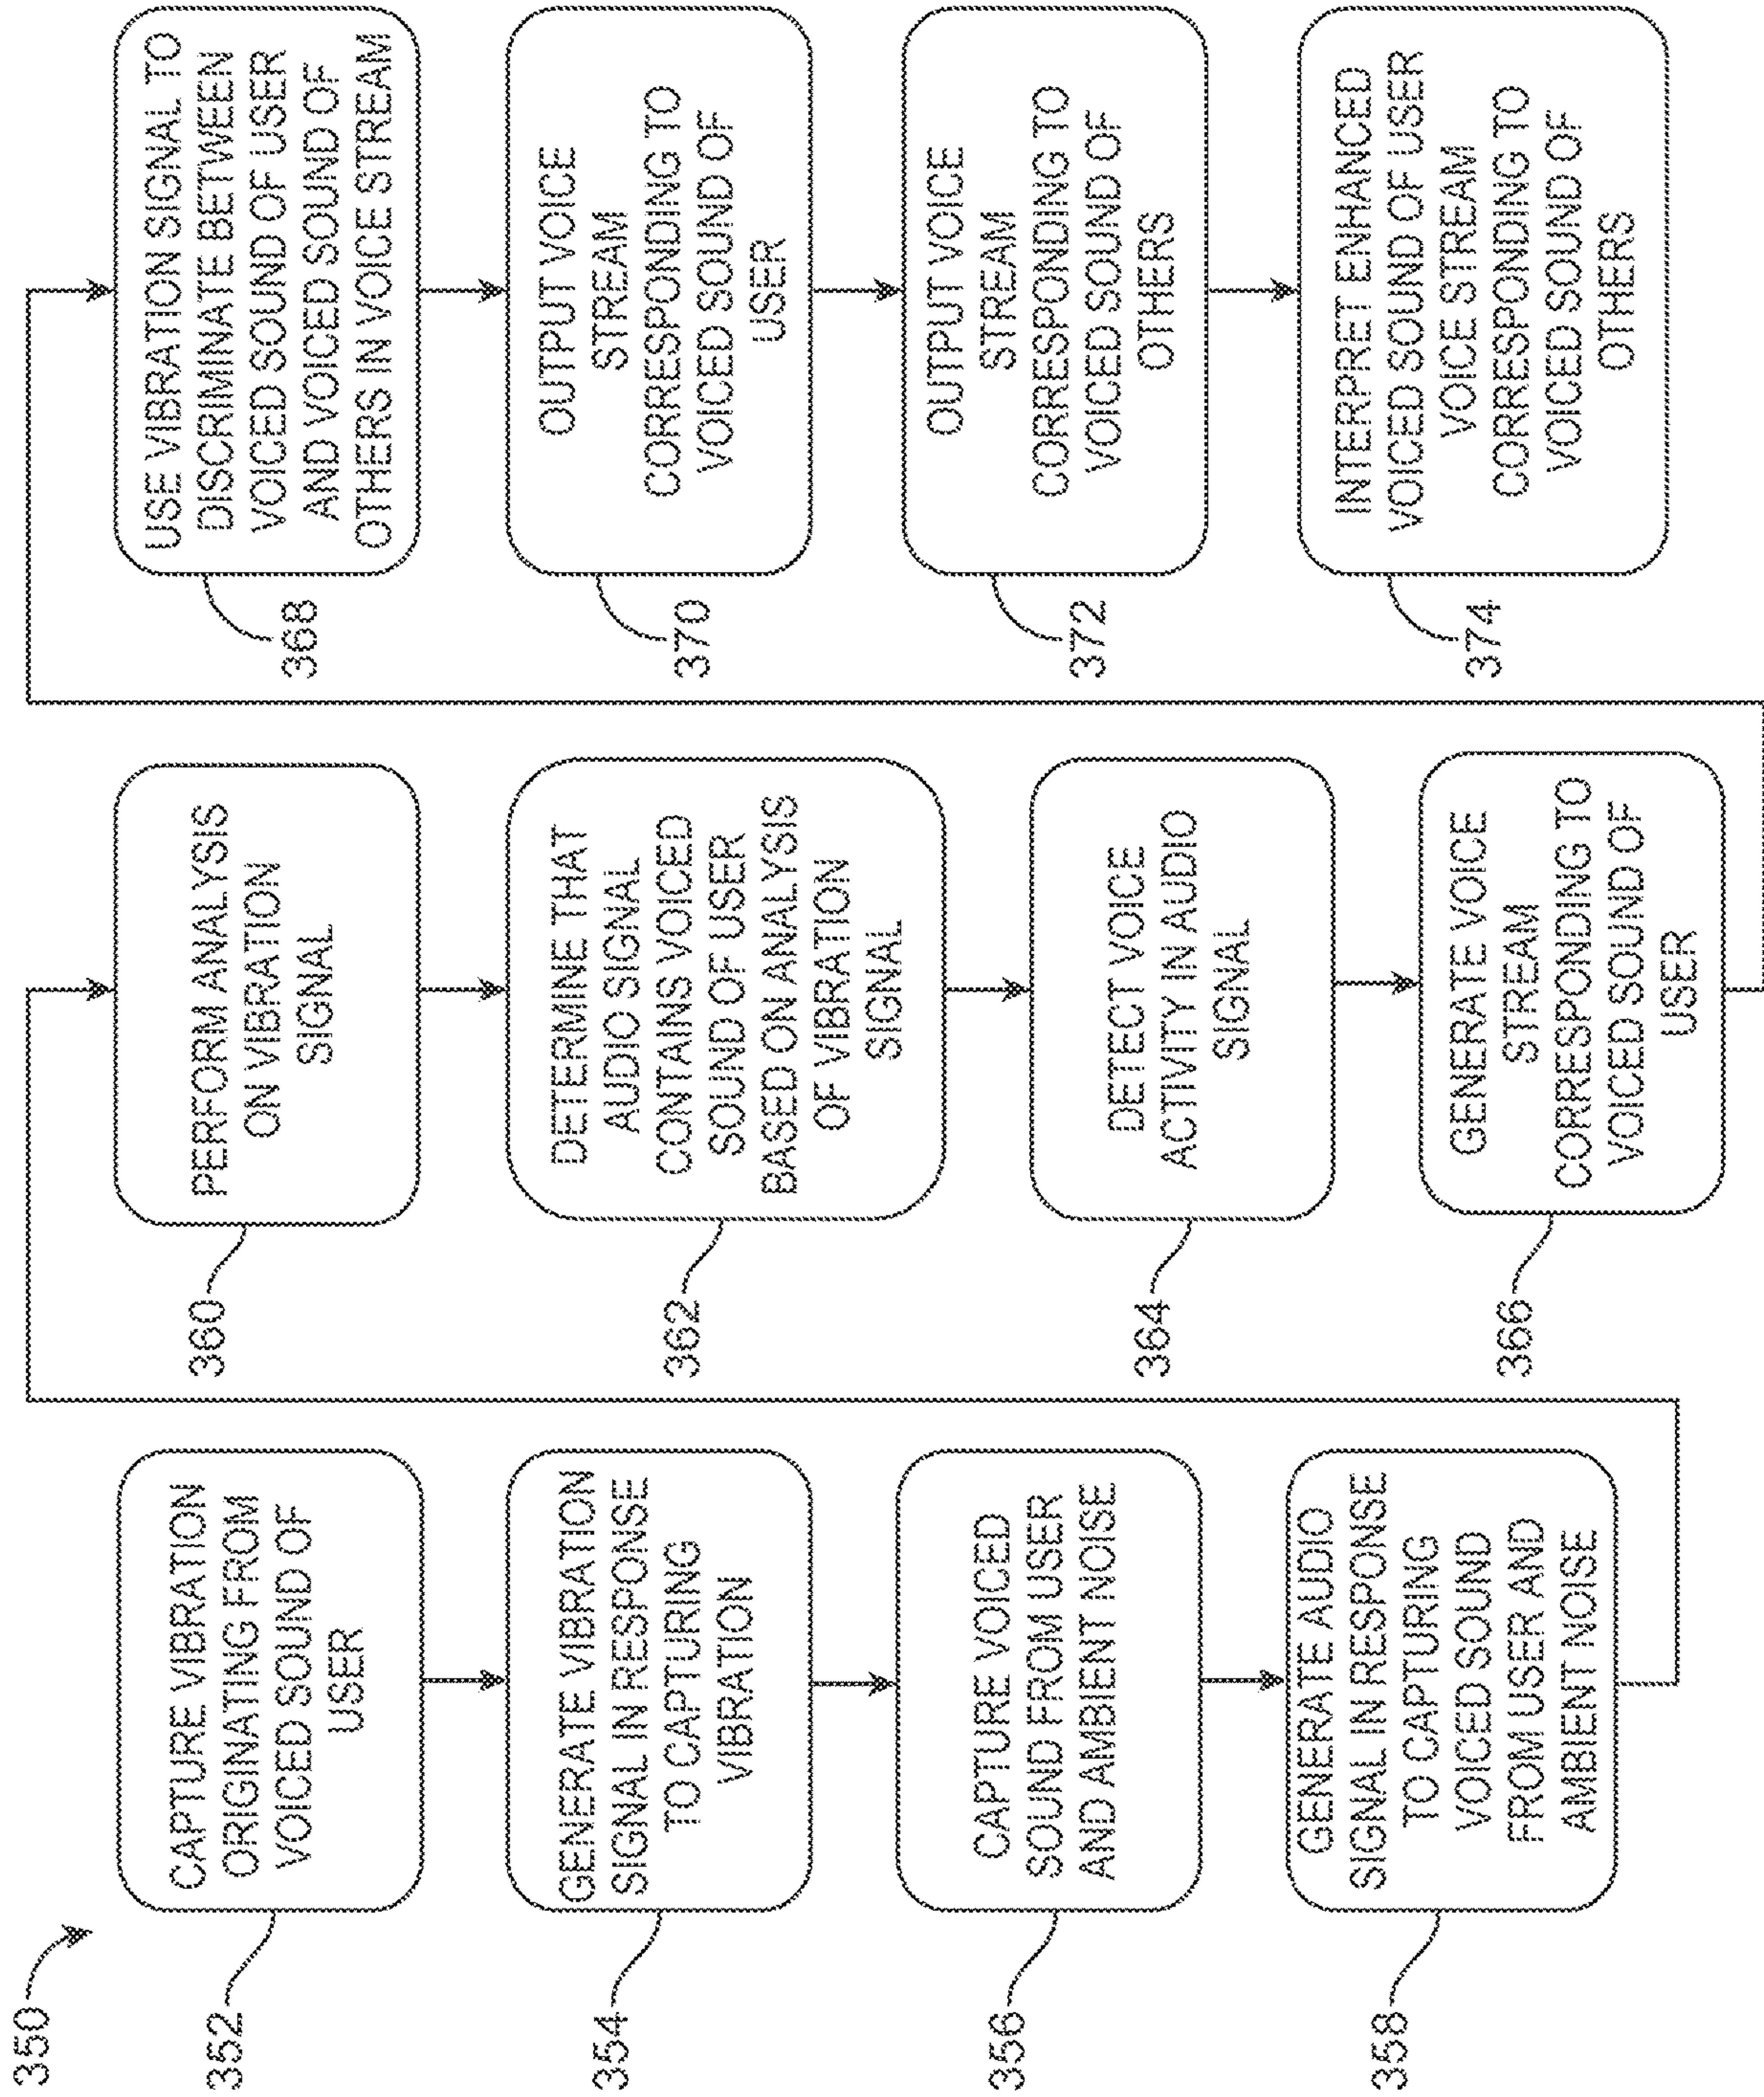 350
352
CAPTURE VIBRATION
ORIGINATING FROM
VOICED SOUND OF
USER
354
GENERATE VIBRATION
SIGNAL IN RESPONSE
TO CAPTURING
VIBRATION
356
CAPTURE VOICED
SOUND FROM USER
AND AMBIENT NOISE
358
GENERATE AUDIO
SIGNAL IN RESPONSE
TO CAPTURING
VOICED SOUND
FROM USER AND
AMBIENT NOISE
360
PERFORM ANALYSIS
ON VIBRATION
SIGNAL
362
DETERMINE THAT
AUDIO SIGNAL
CONTAINS VOICED
SOUND OF USER
BASED ON ANALYSIS
OF VIBRATION
SIGNAL
364
DETECT VOICE
ACTIVITY IN AUDIO
SIGNAL
366
GENERATE VOICE
STREAM
CORRESPONDING TO
VOICED SOUND OF
USER
368
USE VIBRATION SIGNAL TO
DISCRIMINATE BETWEEN
VOICED SOUND OF USER
AND VOICED SOUND OF
OTHERS IN VOICE STREAM
370
OUTPUT VOICE
STREAM
CORRESPONDING TO
VOICED SOUND OF
USER
372
OUTPUT VOICE
STREAM
CORRESPONDING TO
VOICED SOUND OF
OTHERS
374
INTERPRET ENHANCED
VOICED SOUND OF USER
VOICE STREAM
CORRESPONDING TO
VOICED SOUND OF
OTHERS